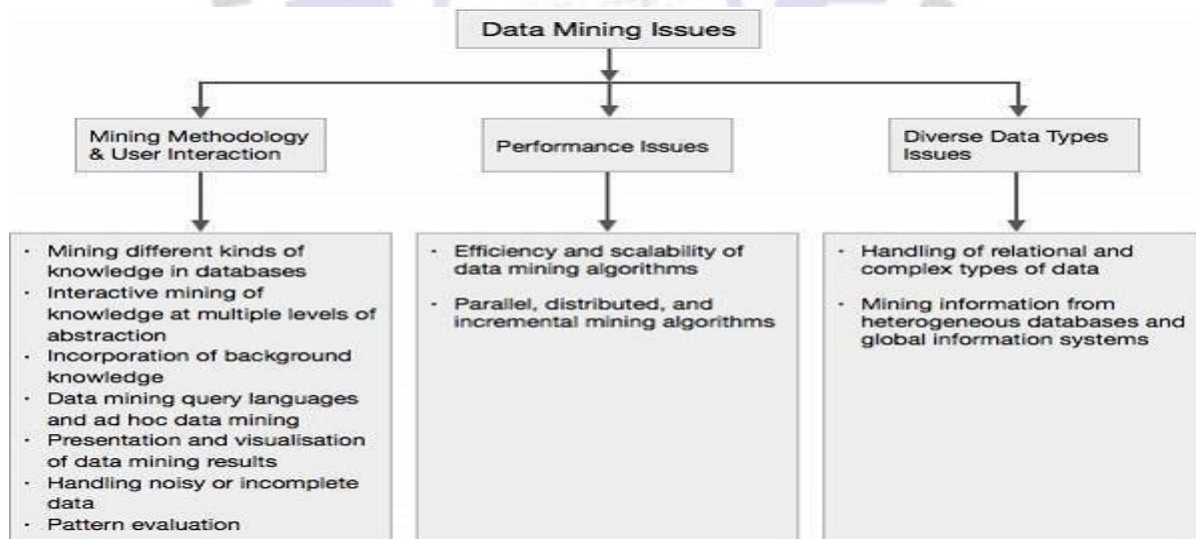 Data Mining Issues
Mining Methodology
& User Interaction
Performance Issues
Diverse Data Types
Issues
· Mining different kinds of
knowledge in databases
· Interactive mining of
knowledge at multiple levels of
abstraction
· Incorporation of background
knowledge
· Data mining query languages
and ad hoc data mining
· Presentation and visualisation
of data mining results
· Handling noisy or incomplete
data
· Pattern evaluation
· Efficiency and scalability of
data mining algorithms
· Parallel, distributed, and
incremental mining algorithms
· Handling of relational and
complex types of data
· Mining information from
heterogeneous databases and
global information systems